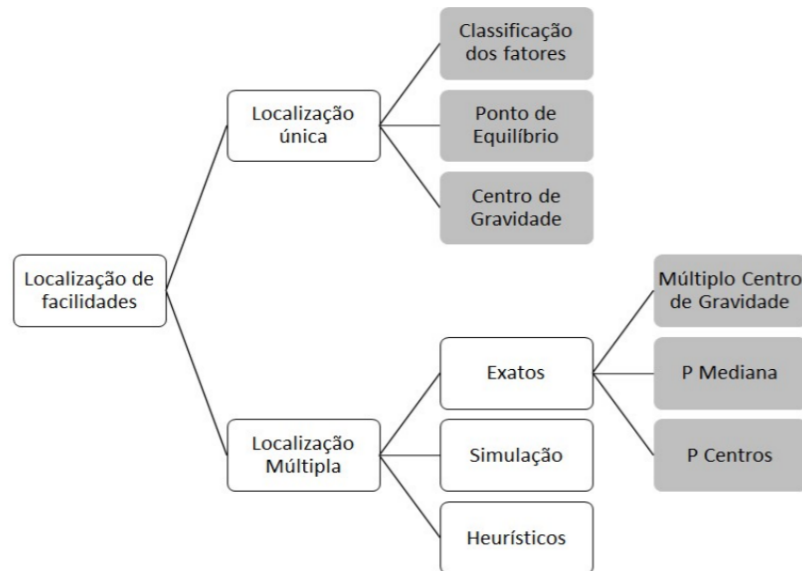 Localização de
facilidades
Localização
única
Classificação
dos fatores
Ponto de
Equilíbrio
Centro de
Gravidade
Localização
Múltipla
Exatos
Múltiplo Centro
de Gravidade
P Mediana
P Centros
Simulação
Heurísticos